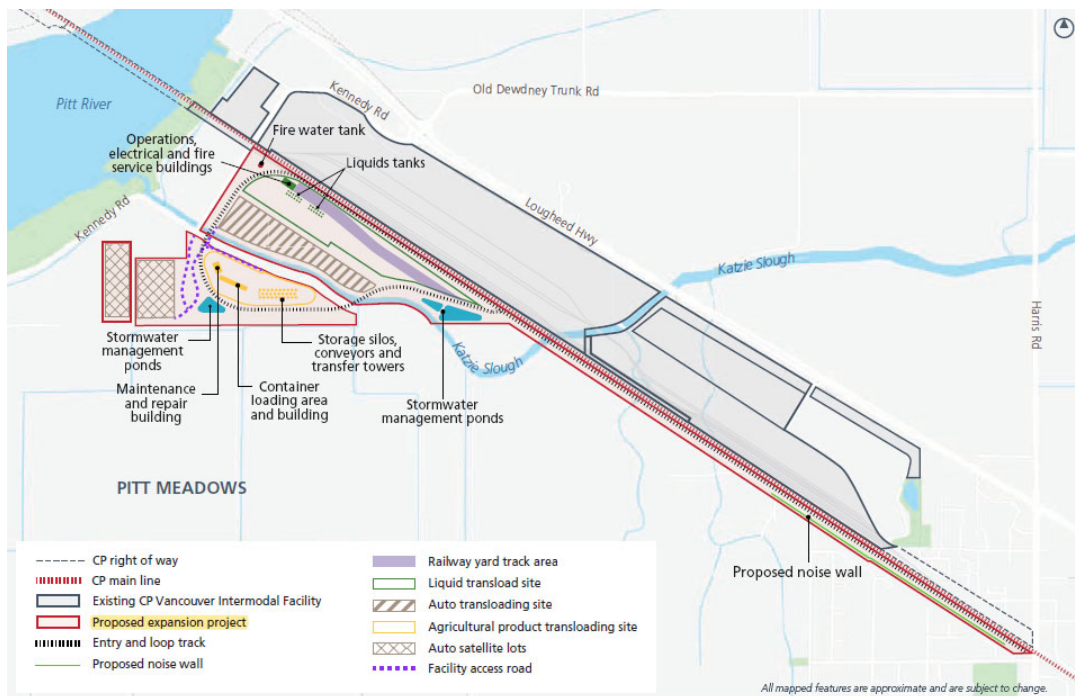 Pitt River
Kennedy Rd
Old Dewdney Trunk Rd
Fire water tank
Operations,
electrical and fire
service buildings
Liquids tanks
Kennedy Rd
Lougheed Hwy
Katzie Slough
Harris Rd
Stormwater
management
ponds
Maintenance
and repair
building
Container
loading area
and building
Storage silos,
conveyors and
transfer towers
Katzie Slough
Stormwater
management ponds
PITT MEADOWS
Proposed noise wall
CP right of way
CP main line
Existing CP Vancouver Intermodal Facility
Proposed expansion project
Entry and loop track
Proposed noise wall
Railway yard track area
Liquid transload site
Auto transloading site
Agricultural product transloading site
Auto satellite lots
Facility access road
All mapped features are approximate and are subject to change.